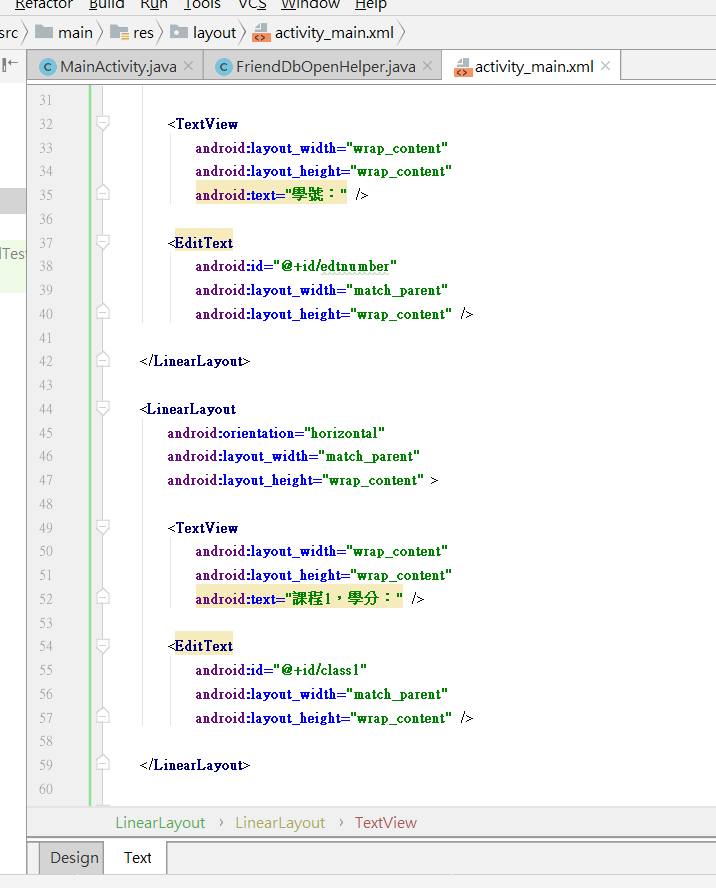 Refactor Build Run Tools VCS Window Help
src main res layout activity_main.xml
MainActivity.java FriendDbOpenHelper.java activity_main.xml
31
32 <TextView
33 android:layout_width="wrap_content"
34 android:layout_height="wrap_content"
35 android:text="學號：" />
36
37 <EditText
38 android:id="@+id/edtnumber"
39 android:layout_width="match_parent"
40 android:layout_height="wrap_content" />
41
42 </LinearLayout>
43
44 <LinearLayout
45 android:orientation="horizontal"
46 android:layout_width="match_parent"
47 android:layout_height="wrap_content" >
48
49 <TextView
50 android:layout_width="wrap_content"
51 android:layout_height="wrap_content"
52 android:text="課程1，學分：" />
53
54 <EditText
55 android:id="@+id/class1"
56 android:layout_width="match_parent"
57 android:layout_height="wrap_content" />
58
59 </LinearLayout>
60
LinearLayout › LinearLayout › TextView
Design Text